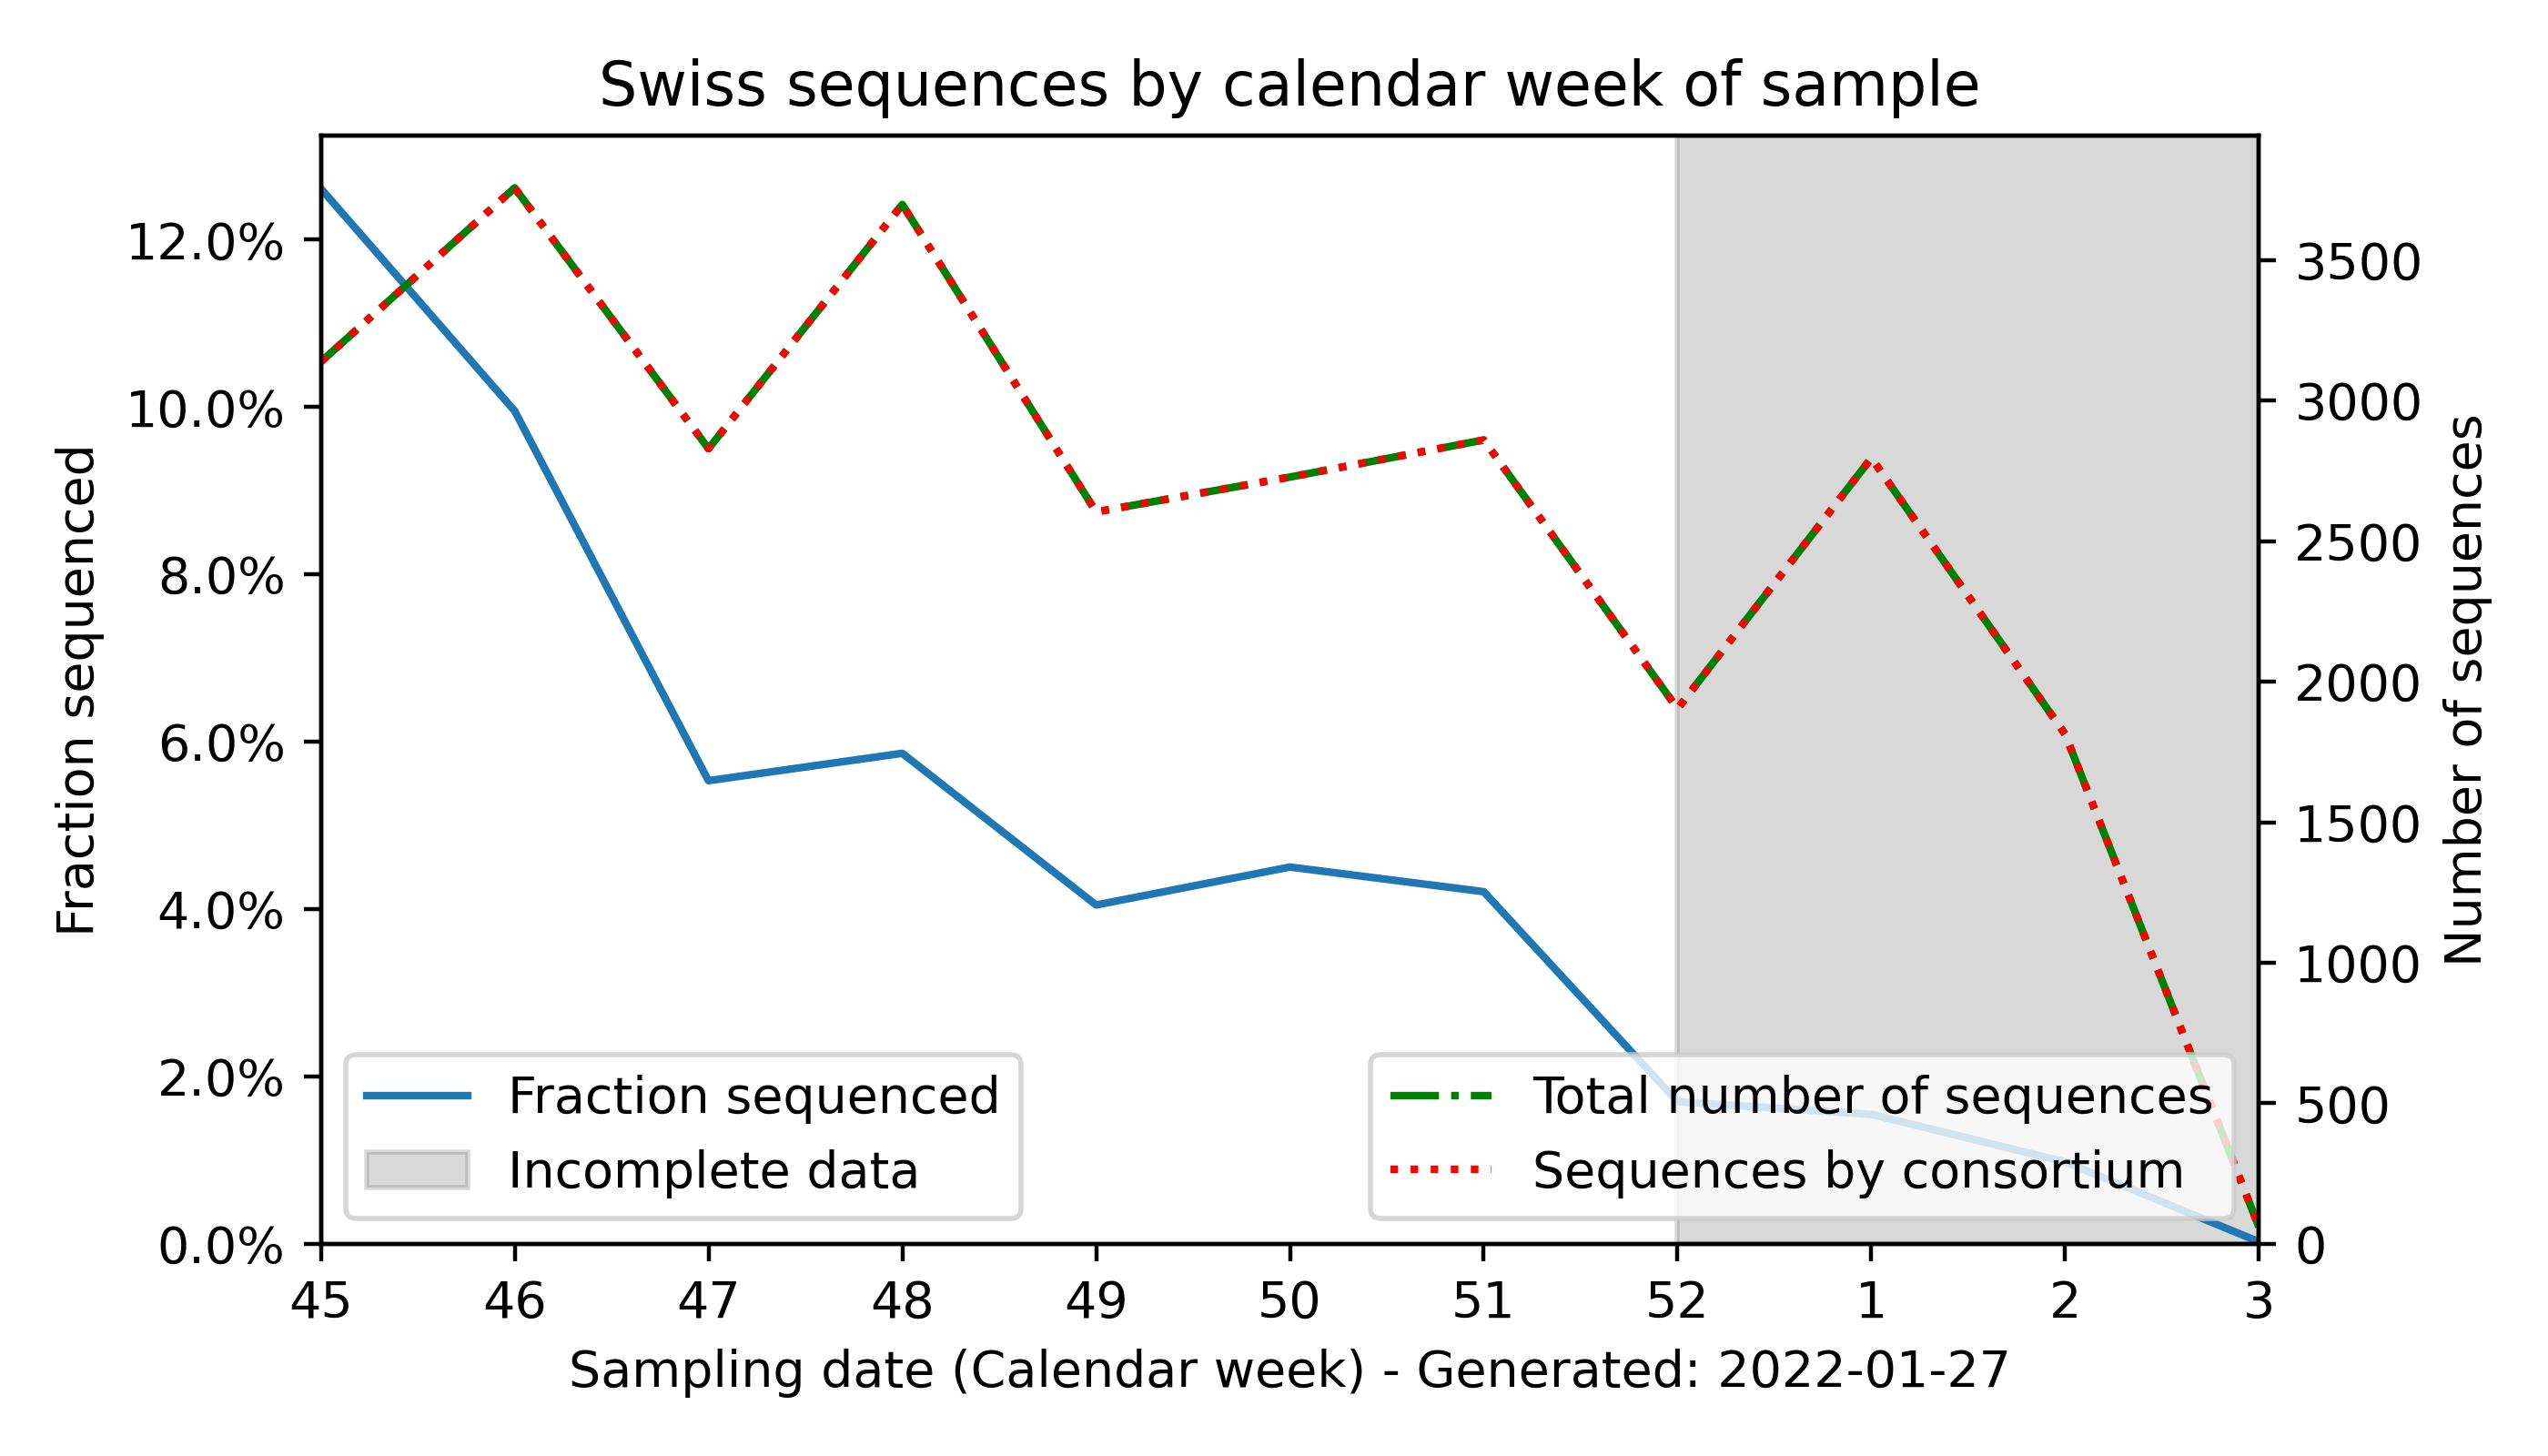 Swiss sequences by calendar week of sample
Fraction sequenced
12.0%
10.0%
8.0%
6.0%
4.0%
2.0%
0.0%
3500
3000
2500
2000
1500
1000
500
0
Number of sequences
Fraction sequenced
Incomplete data
Total number of sequences
Sequences by consortium
45 46 47 48 49 50 51 52 1 2 3
Sampling date (Calendar week) - Generated: 2022-01-27